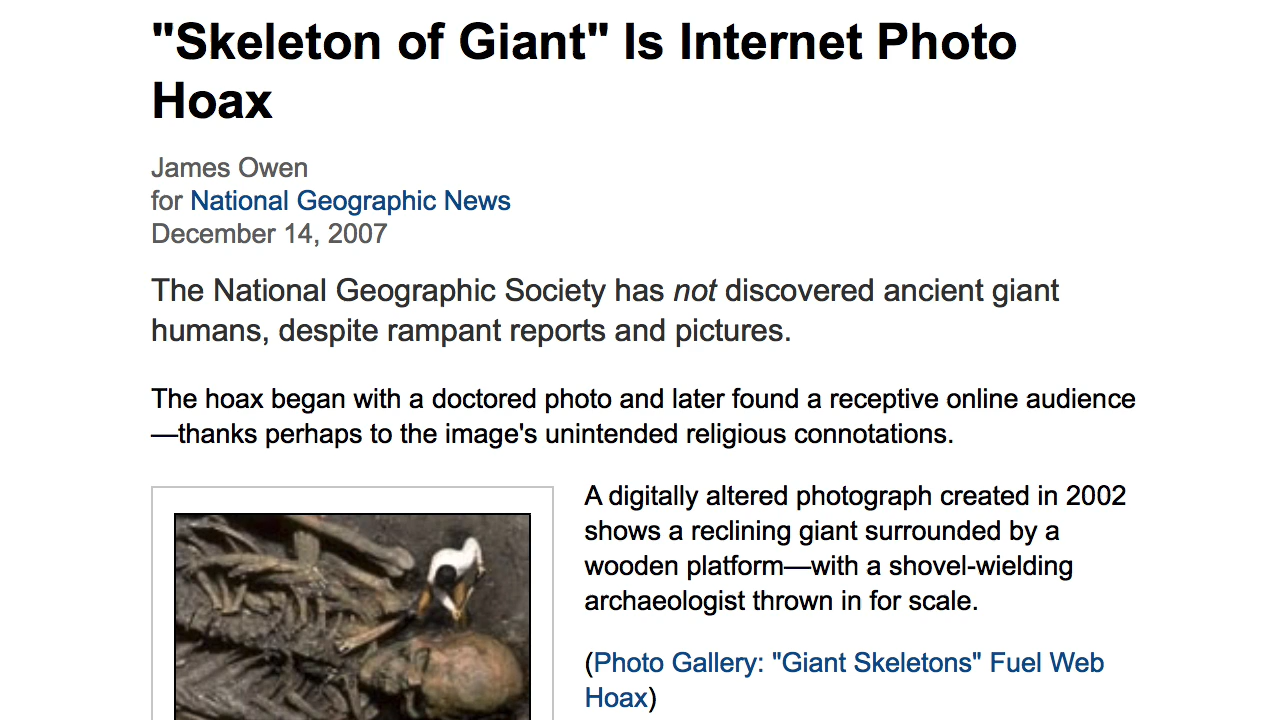 "Skeleton of Giant" Is Internet Photo
Hoax
James Owen
for National Geographic News
December 14, 2007
The National Geographic Society has not discovered ancient giant
humans, despite rampant reports and pictures.
The hoax began with a doctored photo and later found a receptive online audience
—thanks perhaps to the image's unintended religious connotations.
A digitally altered photograph created in 2002
shows a reclining giant surrounded by a
wooden platform—with a shovel-wielding
archaeologist thrown in for scale.
(Photo Gallery: "Giant Skeletons" Fuel Web
Hoax)